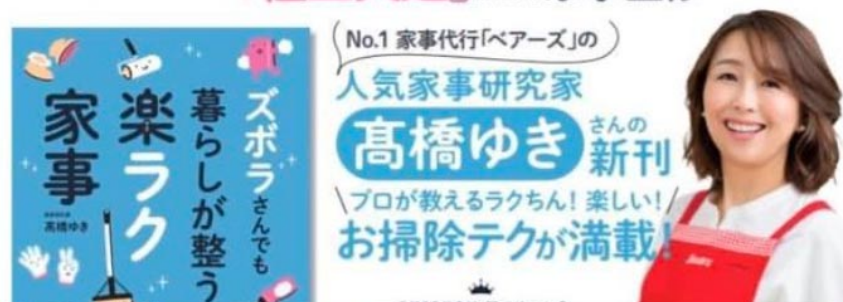 No.1 家事代行「ベアーズ」の
人気家事研究家
髙橋ゆき さんの
新刊
プロが教えるラクちん! 楽しい!
お掃除テクが満載!
ズボラさんでも
暮らしが整う
楽ラク
家事
髙橋ゆき